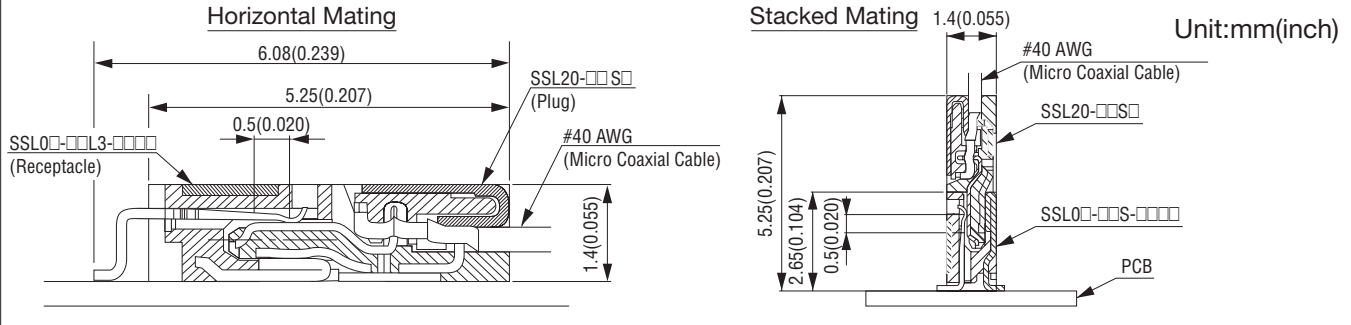 Horizontal Mating
6.08(0.239)
5.25(0.207)
0.5(0.020)
SSL0□-□□L3-□□□□
(Receptacle)
SSL20-□□S□
(Plug)
#40 AWG
(Micro Coaxial Cable)
1.4(0.055)
Stacked Mating
1.4(0.055)
Unit:mm(inch)
#40 AWG
(Micro Coaxial Cable)
SSL20-□□S□
5.25(0.207)
2.65(0.104)
0.5(0.020)
SSL0□-□□S-□□□□
PCB